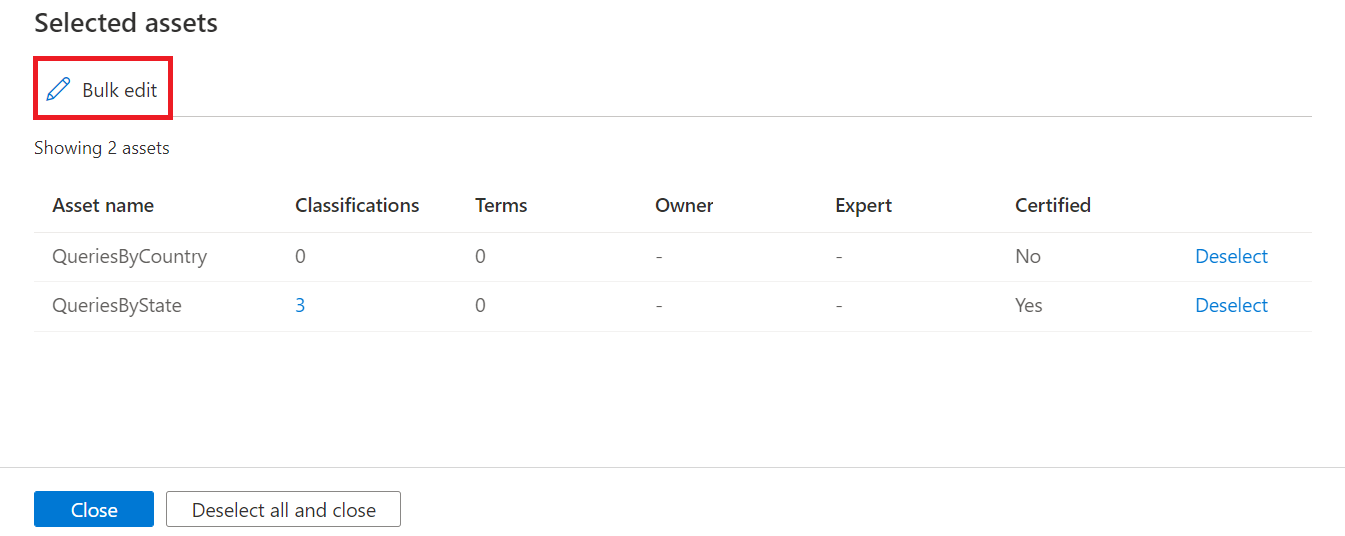 Selected assets
Bulk edit
Showing 2 assets
Asset name Classifications Terms Owner Expert Certified
QueriesByCountry 0 0 - - No Deselect
QueriesByState 3 0 - - Yes Deselect
Close Deselect all and close